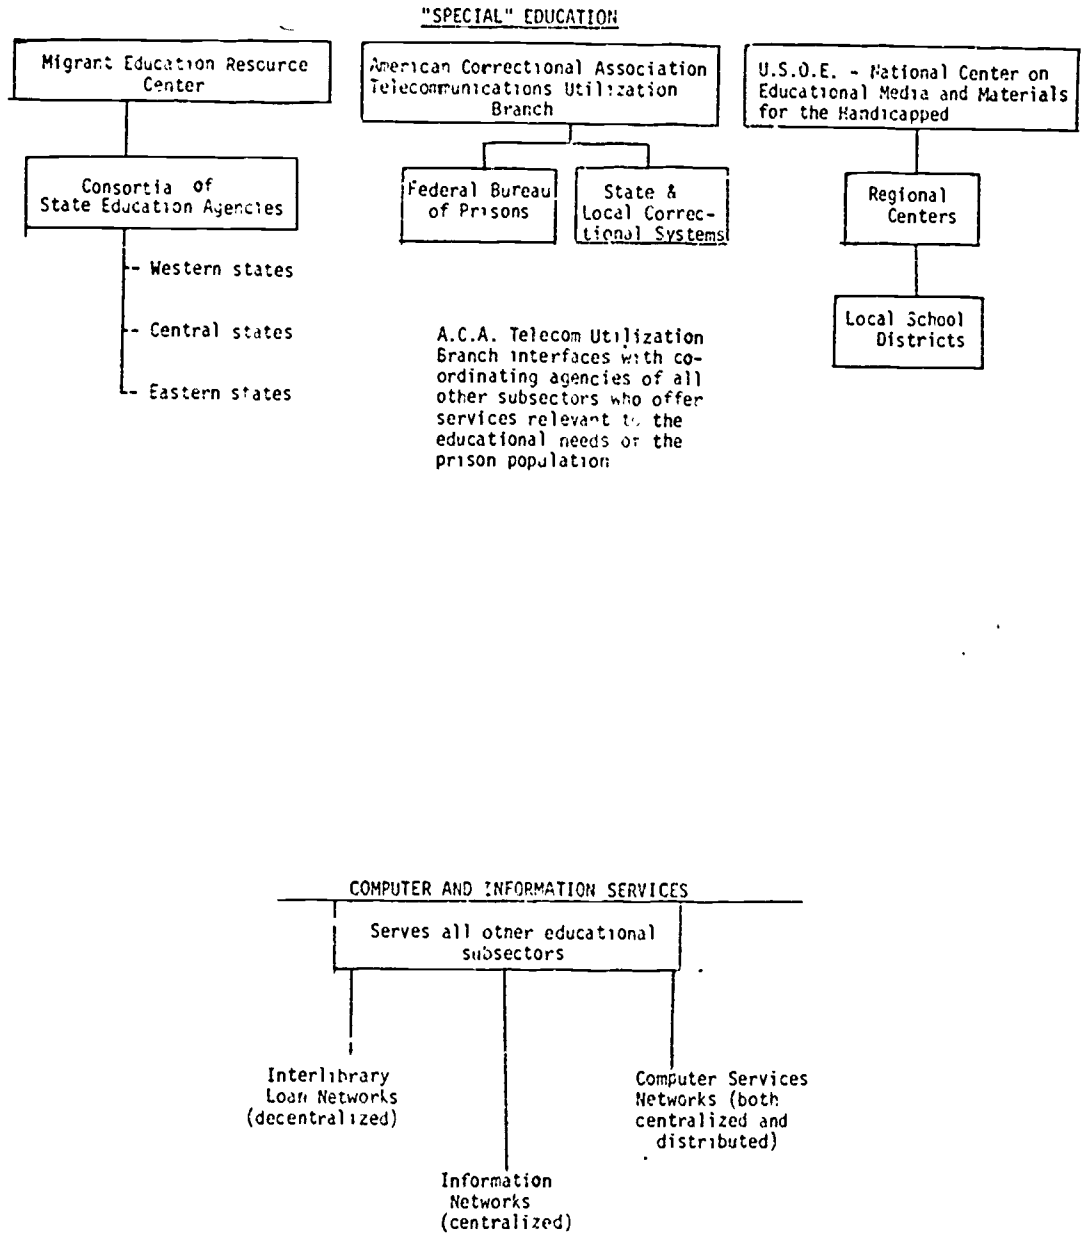 "SPECIAL" EDUCATION
Migrant Education Resource
Center
Consortia of
State Education Agencies
-- Western states
-- Central states
-- Eastern states
American Correctional Association
Telecommunications Utilization
Branch
Federal Bureau
of Prisons
State &
Local Correc-
tional Systems
A.C.A. Telecom Utilization
Branch interfaces with co-
ordinating agencies of all
other subsectors who offer
services relevant to the
educational needs of the
prison population
U.S.O.E. - National Center on
Educational Media and Materials
for the Handicapped
Regional
Centers
Local School
Districts
COMPUTER AND INFORMATION SERVICES
Serves all other educational
subsectors
Interlibrary
Loan Networks
(decentralized)
Information
Networks
(centralized)
Computer Services
Networks (both
centralized and
distributed)